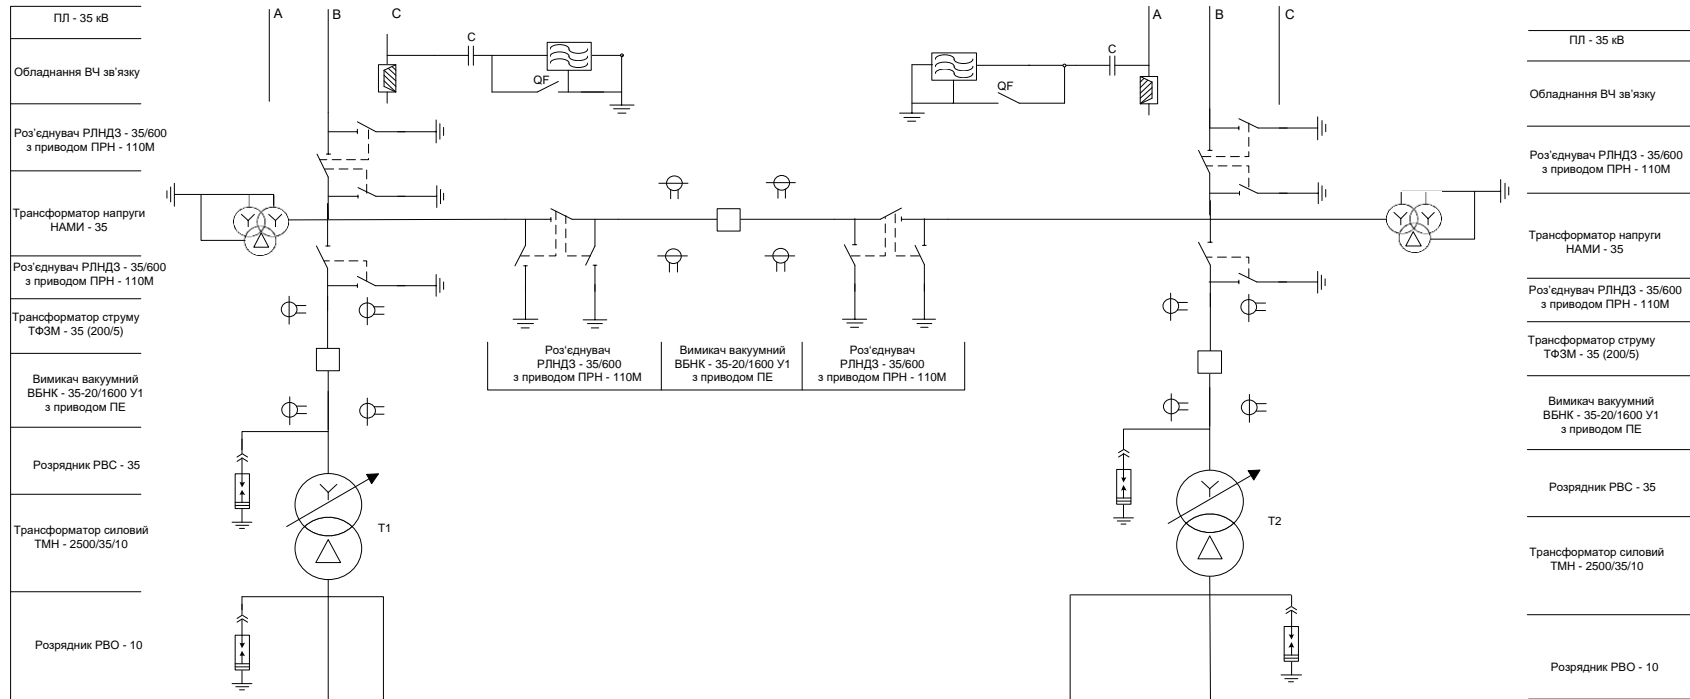 ПЛ - 35 кВ
Обладнання ВЧ зв'язку
Роз'єднувач РЛНДЗ - 35/600
з приводом ПРН - 110М
Трансформатор напруги
НАМИ - 35
Роз'єднувач РЛНДЗ - 35/600
з приводом ПРН - 110М
Трансформатор струму
ТФЗМ - 35 (200/5)
Вимикач вакуумний
ВБНК - 35-20/1600 У1
з приводом ПЕ
Розрядник РВС - 35
Трансформатор силовий
ТМН - 2500/35/10
Розрядник РВО - 10
A
B
C
C
QF
T1
Роз'єднувач
РЛНДЗ - 35/600
з приводом ПРН - 110М
Вимикач вакуумний
ВБНК - 35-20/1600 У1
з приводом ПЕ
Роз'єднувач
РЛНДЗ - 35/600
з приводом ПРН - 110М
A
B
C
C
QF
T2
ПЛ - 35 кВ
Обладнання ВЧ зв'язку
Роз'єднувач РЛНДЗ - 35/600
з приводом ПРН - 110М
Трансформатор напруги
НАМИ - 35
Роз'єднувач РЛНДЗ - 35/600
з приводом ПРН - 110М
Трансформатор струму
ТФЗМ - 35 (200/5)
Вимикач вакуумний
ВБНК - 35-20/1600 У1
з приводом ПЕ
Розрядник РВС - 35
Трансформатор силовий
ТМН - 2500/35/10
Розрядник РВО - 10